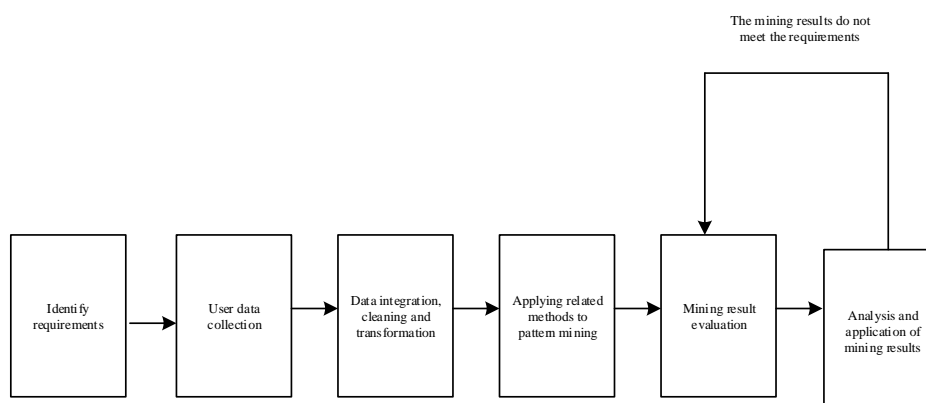 The mining results do not
meet the requirements
Identify
requirements
User data
collection
Data integration,
cleaning and
transformation
Applying related
methods to
pattern mining
Mining result
evaluation
Analysis and
application of
mining results